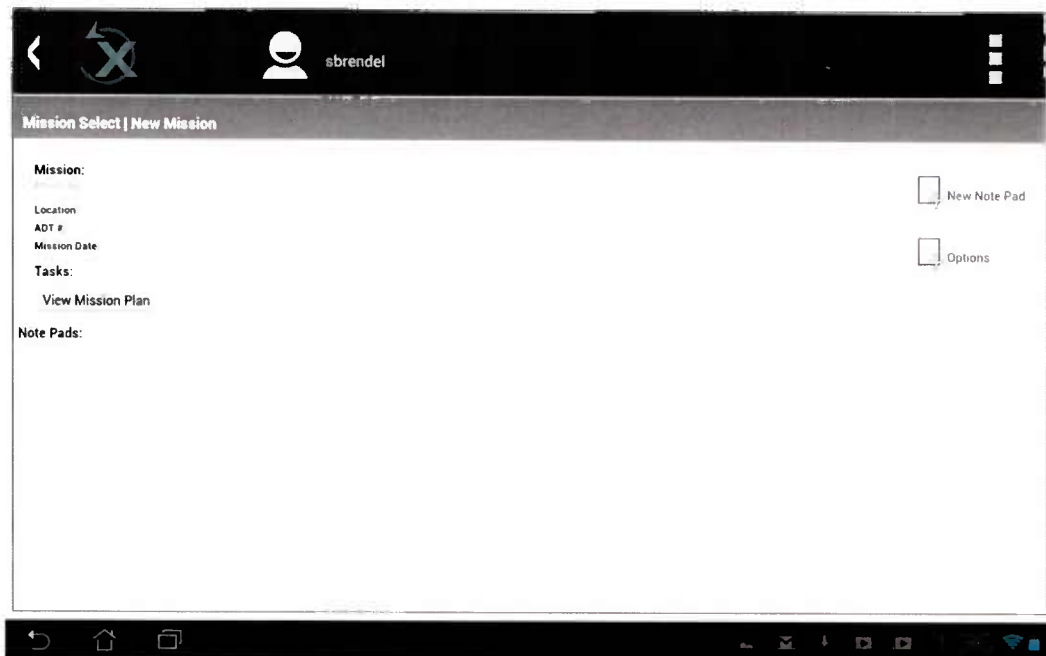 X
sbrendel
Mission Select | New Mission
Mission:
New Note Pad
Location
ADT #
Mission Date
Options
Tasks:
View Mission Plan
Note Pads: